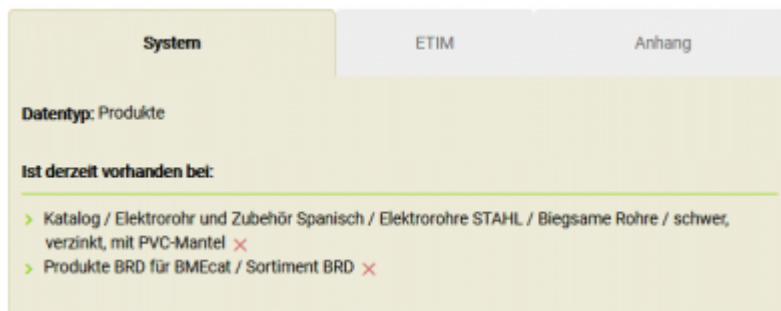 System
ETIM
Anhang
Datentyp: Produkte
Ist derzeit vorhanden bei:
Katalog / Elektrorohr und Zubehör Spanisch / Elektrorohre STAHL / Biegsame Rohre / schwer,
verzinkt, mit PVC-Mantel
Produkte BRD für BMEcat / Sortiment BRD